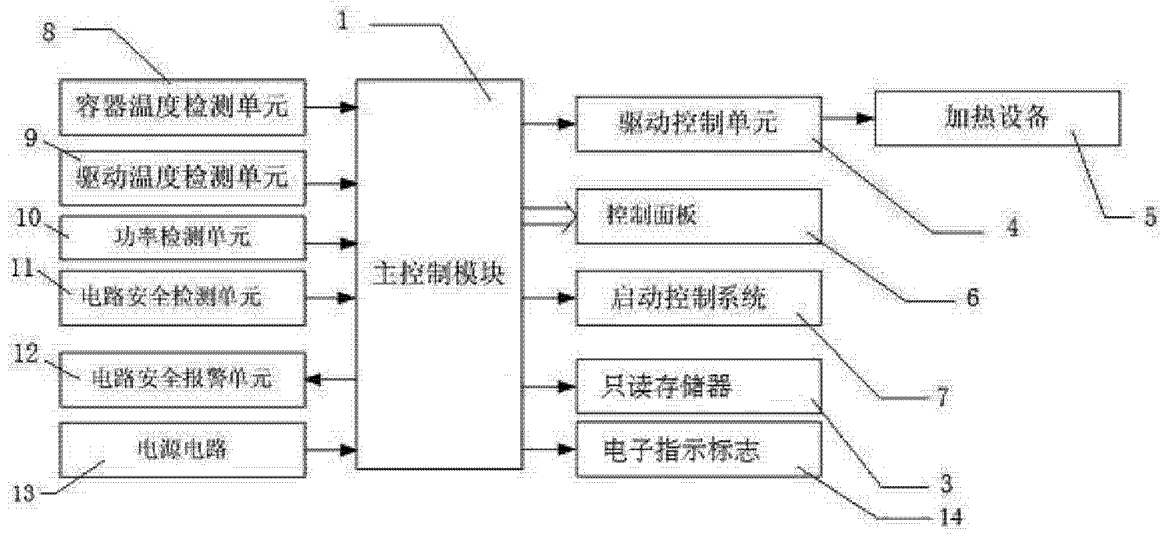 1
8
容器温度检测单元
9
驱动温度检测单元
10
功率检测单元
11
电路安全检测单元
12
电路安全报警单元
电源电路
13
主控制模块
驱动控制单元
4
加热设备
5
控制面板
6
启动控制系统
7
只读存储器
3
电子指示标志
14